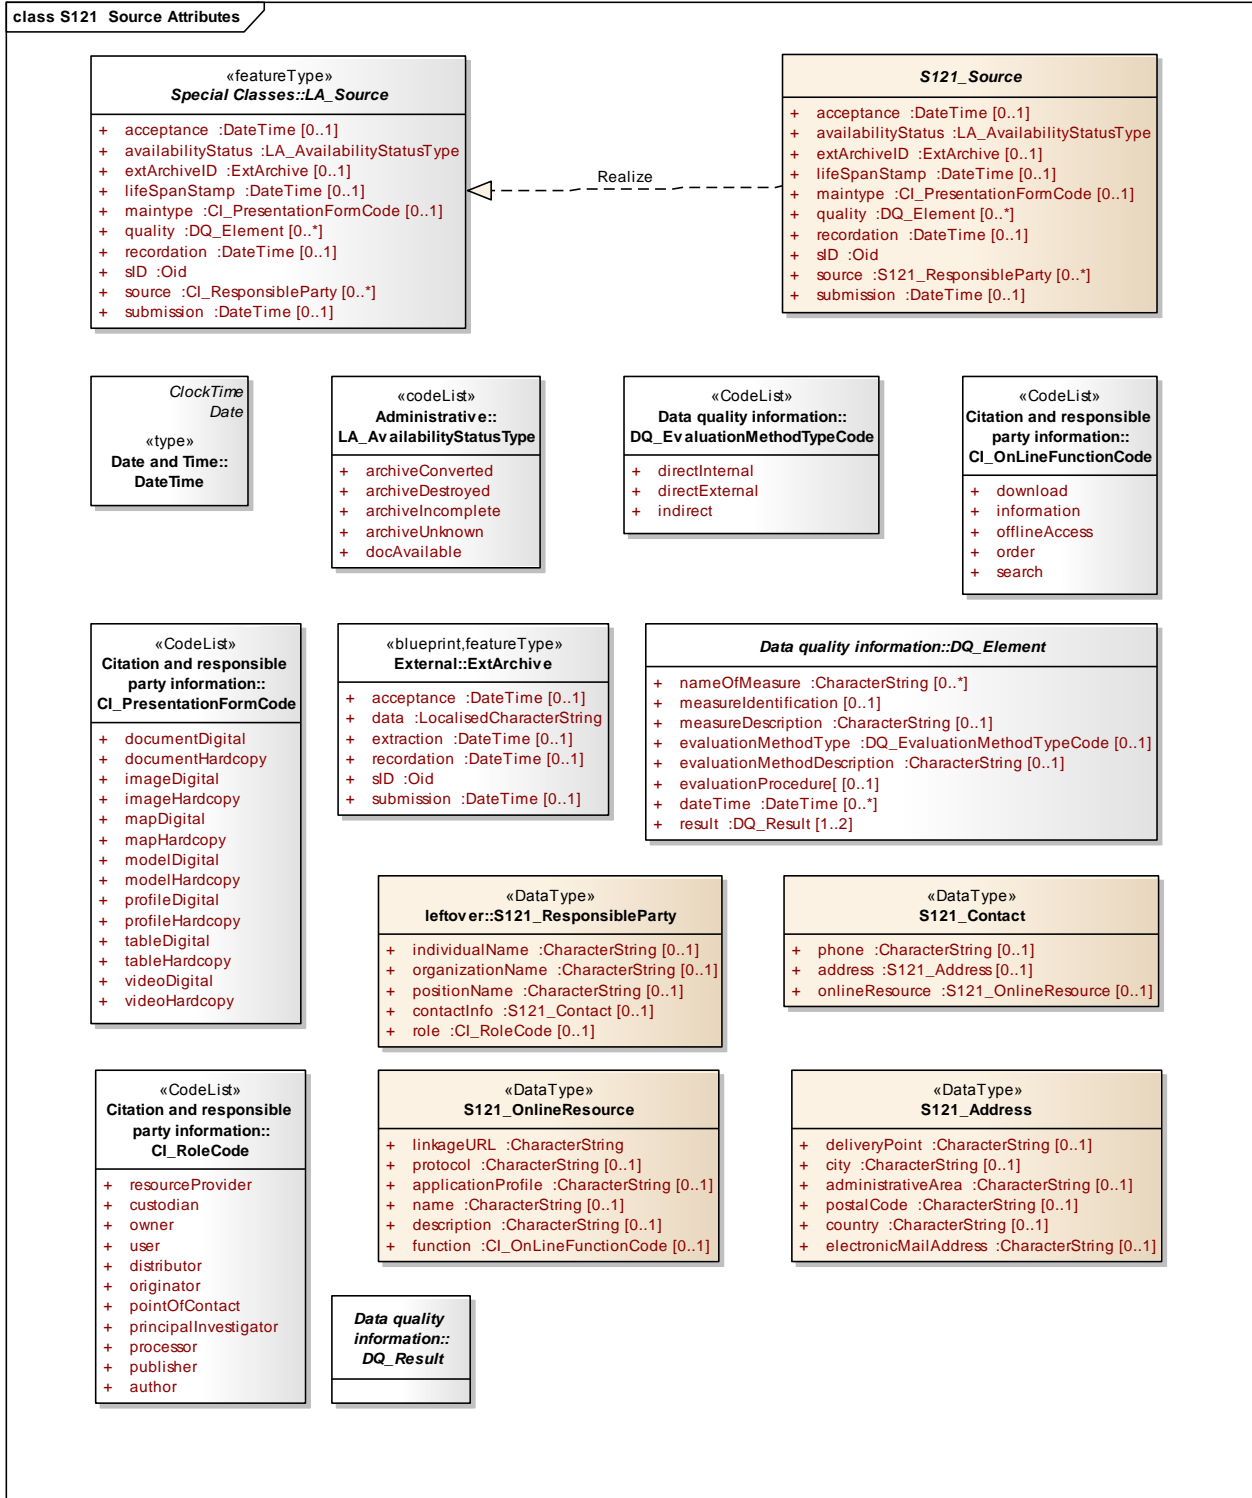 class S121 Source Attributes
«featureType»
Special Classes::LA_Source
+ acceptance :DateTime [0..1]
+ availabilityStatus :LA_AvailabilityStatusType
+ extArchiveID :ExtArchive [0..1]
+ lifeSpanStamp :DateTime [0..1]
+ maintype :CI_PresentationFormCode [0..1]
+ quality :DQ_Element [0..*]
+ recordation :DateTime [0..1]
+ sID :Oid
+ source :CI_ResponsibleParty [0..*]
+ submission :DateTime [0..1]
Realize
S121_Source
+ acceptance :DateTime [0..1]
+ availabilityStatus :LA_AvailabilityStatusType
+ extArchiveID :ExtArchive [0..1]
+ lifeSpanStamp :DateTime [0..1]
+ maintype :CI_PresentationFormCode [0..1]
+ quality :DQ_Element [0..*]
+ recordation :DateTime [0..1]
+ sID :Oid
+ source :S121_ResponsibleParty [0..*]
+ submission :DateTime [0..1]
ClockTime
Date
«type»
Date and Time::
DateTime
«codeList»
Administrative::
LA_AvailabilityStatusType
+ archiveConverted
+ archiveDestroyed
+ archiveIncomplete
+ archiveUnknown
+ docAvailable
«CodeList»
Data quality information::
DQ_EvaluationMethodTypeCode
+ directInternal
+ directExternal
+ indirect
«CodeList»
Citation and responsible
party information::
CI_OnLineFunctionCode
+ download
+ information
+ offlineAccess
+ order
+ search
«CodeList»
Citation and responsible
party information::
CI_PresentationFormCode
+ documentDigital
+ documentHardcopy
+ imageDigital
+ imageHardcopy
+ mapDigital
+ mapHardcopy
+ modelDigital
+ modelHardcopy
+ profileDigital
+ profileHardcopy
+ tableDigital
+ tableHardcopy
+ videoDigital
+ videoHardcopy
«blueprint,featureType»
External::ExtArchive
+ acceptance :DateTime [0..1]
+ data :LocalisedCharacterString
+ extraction :DateTime [0..1]
+ recordation :DateTime [0..1]
+ sID :Oid
+ submission :DateTime [0..1]
Data quality information::DQ_Element
+ nameOfMeasure :CharacterString [0..*]
+ measureIdentification [0..1]
+ measureDescription :CharacterString [0..1]
+ evaluationMethodType :DQ_EvaluationMethodTypeCode [0..1]
+ evaluationMethodDescription :CharacterString [0..1]
+ evaluationProcedure[ [0..1]
+ dateTime :DateTime [0..*]
+ result :DQ_Result [1..2]
«DataType»
leftover::S121_ResponsibleParty
+ individualName :CharacterString [0..1]
+ organizationName :CharacterString [0..1]
+ positionName :CharacterString [0..1]
+ contactInfo :S121_Contact [0..1]
+ role :CI_RoleCode [0..1]
«DataType»
S121_Contact
+ phone :CharacterString [0..1]
+ address :S121_Address [0..1]
+ onlineResource :S121_OnlineResource [0..1]
«CodeList»
Citation and responsible
party information::
CI_RoleCode
+ resourceProvider
+ custodian
+ owner
+ user
+ distributor
+ originator
+ pointOfContact
+ principalInvestigator
+ processor
+ publisher
+ author
«DataType»
S121_OnlineResource
+ linkageURL :CharacterString
+ protocol :CharacterString [0..1]
+ applicationProfile :CharacterString [0..1]
+ name :CharacterString [0..1]
+ description :CharacterString [0..1]
+ function :CI_OnLineFunctionCode [0..1]
«DataType»
S121_Address
+ deliveryPoint :CharacterString [0..1]
+ city :CharacterString [0..1]
+ administrativeArea :CharacterString [0..1]
+ postalCode :CharacterString [0..1]
+ country :CharacterString [0..1]
+ electronicMailAddress :CharacterString [0..1]
Data quality
information::
DQ_Result